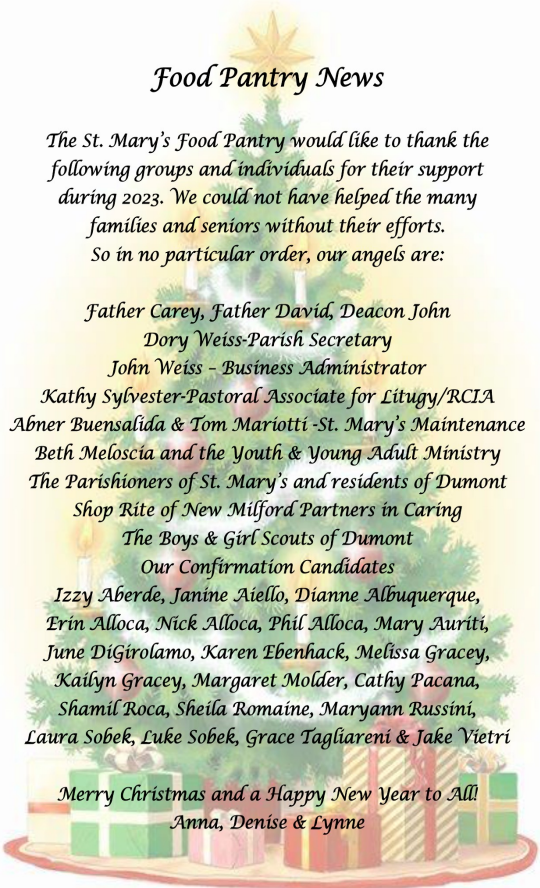 Food Pantry News
The St. Mary's Food Pantry would like to thank the
following groups and individuals for their support
during 2023. We could not have helped the many
families and seniors without their efforts.
So in no particular order, our angels are:
Father Carey, Father David, Deacon John
Dory Weiss-Parish Secretary
John Weiss – Business Administrator
Kathy Sylvester-Pastoral Associate for Litugy/RCIA
Abner Buensalida & Tom Mariotti -St. Mary's Maintenance
Beth Meloscia and the Youth & Young Adult Ministry
The Parishioners of St. Mary's and residents of Dumont
Shop Rite of New Milford Partners in Caring
The Boys & Girl Scouts of Dumont
Our Confirmation Candidates
Izzy Aberde, Janine Aiello, Dianne Albuquerque,
Erin Alloca, Nick Alloca, Phil Alloca, Mary Auriti,
June DiGirolamo, Karen Ebenhack, Melissa Gracey,
Kailyn Gracey, Margaret Molder, Cathy Pacana,
Shamil Roca, Sheila Romaine, Maryann Russini,
Laura Sobek, Luke Sobek, Grace Tagliareni & Jake Vietri
Merry Christmas and a Happy New Year to All!
Anna, Denise & Lynne